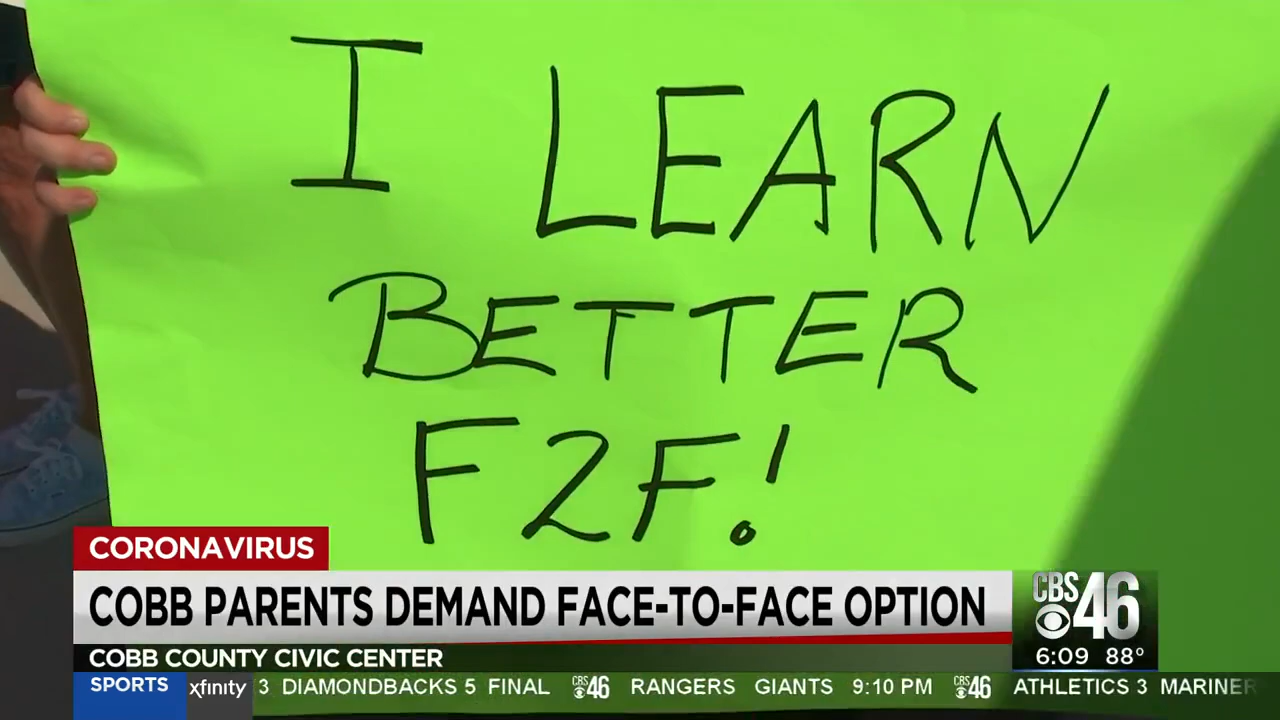 I LEARN
BETTER
F2F!
CORONAVIRUS
COBB PARENTS DEMAND FACE-TO-FACE OPTION
COBB COUNTY CIVIC CENTER
CBS 46
6:09 88°
SPORTS xfinity 3 DIAMONDBACKS 5 FINAL CBS 46 RANGERS GIANTS 9:10 PM CBS 46 ATHLETICS 3 MARINER